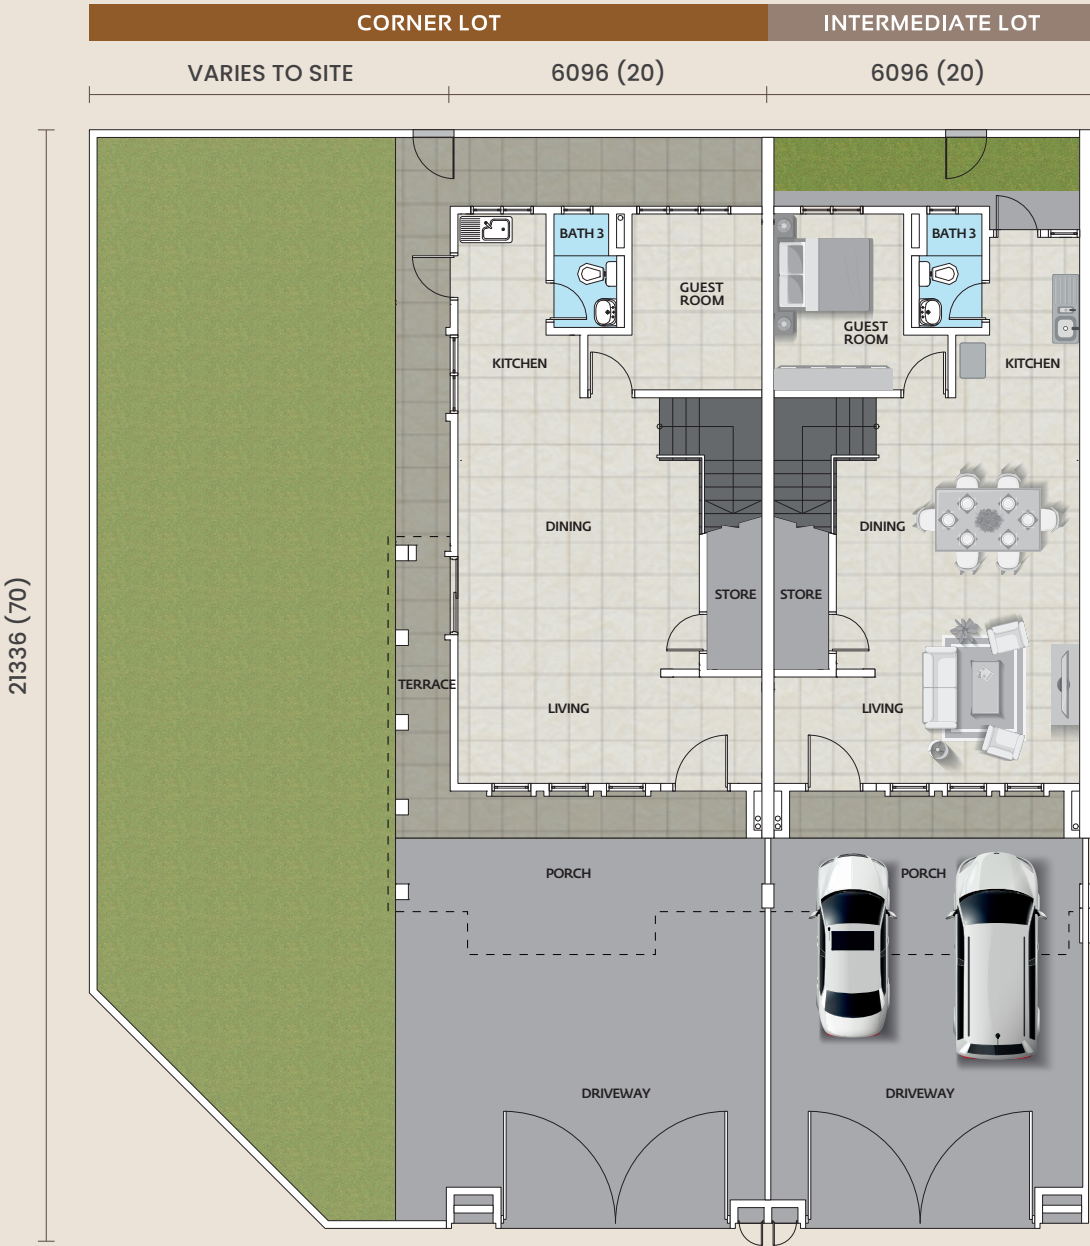 CORNER LOT
INTERMEDIATE LOT
VARIES TO SITE
6096 (20)
6096 (20)
21336 (70)
BATH 3
BATH 3
GUEST
ROOM
GUEST
ROOM
KITCHEN
KITCHEN
DINING
DINING
STORE
STORE
TERRACE
LIVING
LIVING
PORCH
PORCH
DRIVEWAY
DRIVEWAY